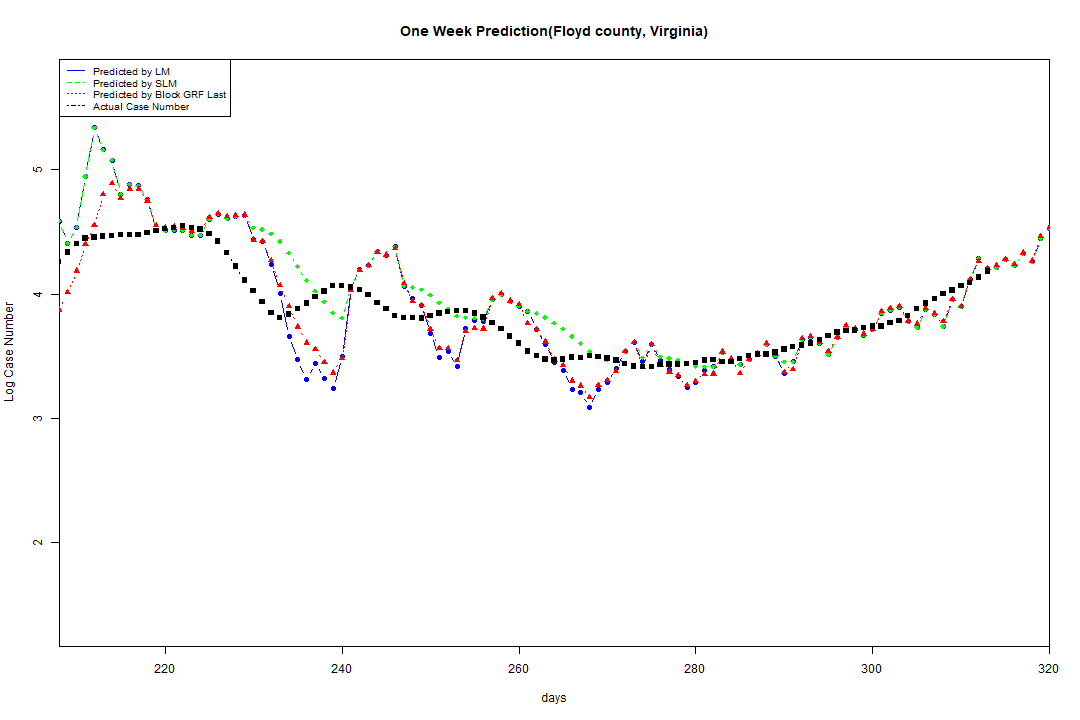 One Week Prediction(Floyd county, Virginia)
Predicted by LM
Predicted by SLM
Predicted by Block GRF Last
Actual Case Number
Log Case Number
5
4
3
2
220 240 260 280 300 320
days